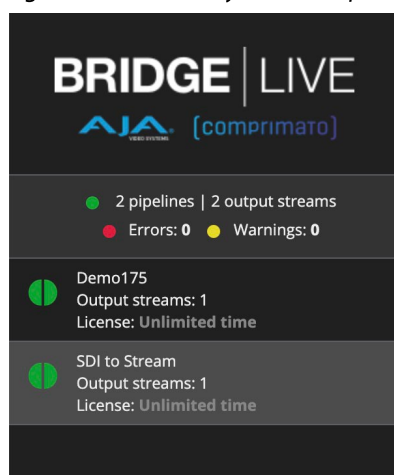 BRIDGE | LIVE
AJA VIDEO SYSTEMS (comprimato)
2 pipelines | 2 output streams
Errors: 0 Warnings: 0
Demo175
Output streams: 1
License: Unlimited time
SDI to Stream
Output streams: 1
License: Unlimited time